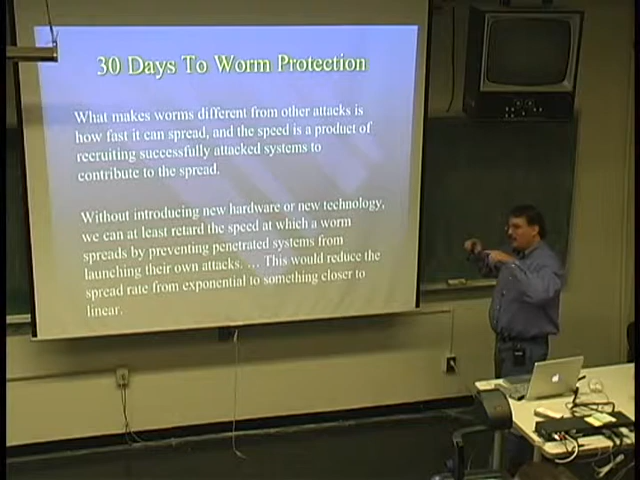 30 Days To Worm Protection
What makes worms different from other attacks is
how fast it can spread, and the speed is a product of
recruiting successfully attacked systems to
contribute to the spread.
Without introducing new hardware or new technology,
we can at least retard the speed at which a worm
spreads by preventing penetrated systems from
launching their own attacks. ... This would reduce the
spread rate from exponential to something closer to
linear.